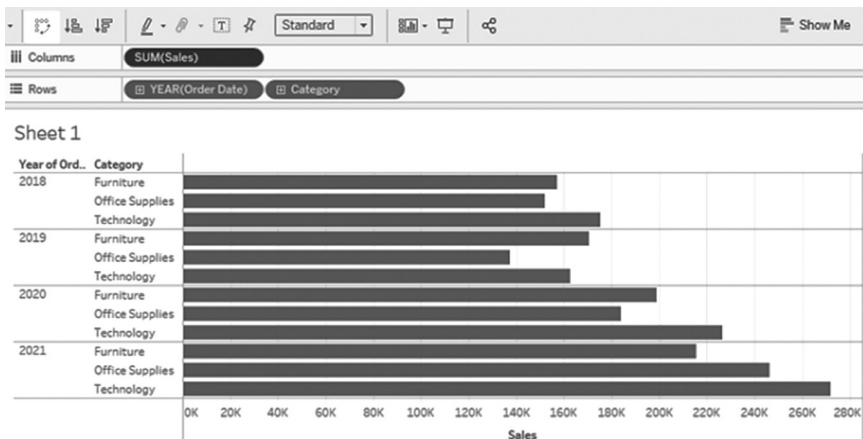 Standard Show Me
Columns SUM(Sales)
Rows YEAR(Order Date) Category
Sheet 1
Year of Ord.. Category
2018 Furniture
Office Supplies
Technology
2019 Furniture
Office Supplies
Technology
2020 Furniture
Office Supplies
Technology
2021 Furniture
Office Supplies
Technology
0K 20K 40K 60K 80K 100K 120K 140K 160K 180K 200K 220K 240K 260K 280K
Sales